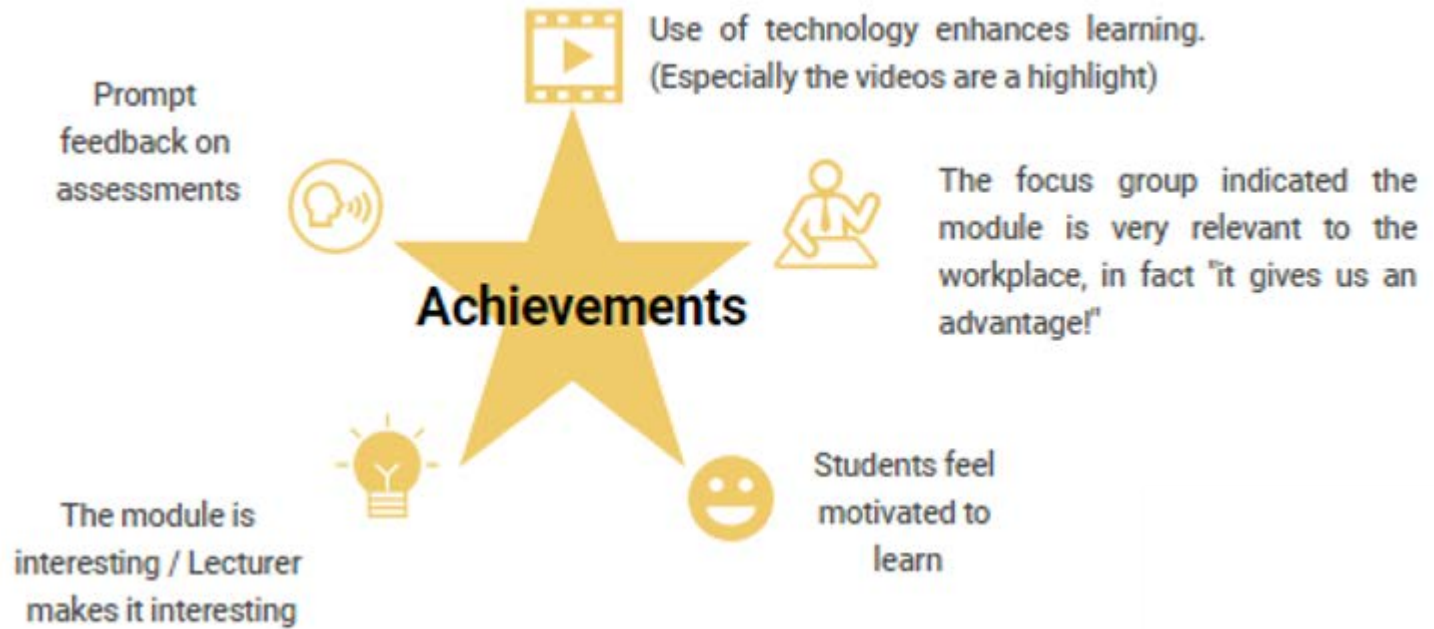 Use of technology enhances learning.
(Especially the videos are a highlight)
Prompt
feedback on
assessments
The focus group indicated the
module is very relevant to the
workplace, in fact "it gives us an
advantage!"
Achievements
Students feel
motivated to
learn
The module is
interesting / Lecturer
makes it interesting